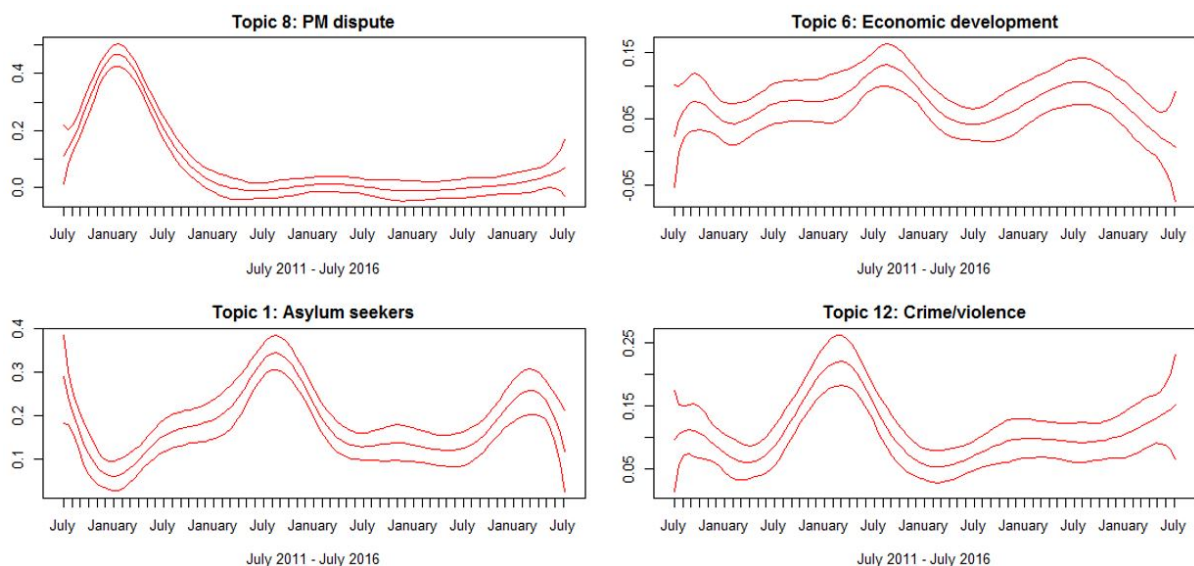 Topic 8: PM dispute
0.4
0.2
0.0
July January July January July January July January July January July
July 2011 - July 2016
Topic 6: Economic development
0.15
0.05
-0.05
July January July January July January July January July January July
July 2011 - July 2016
Topic 1: Asylum seekers
0.4
0.3
0.2
0.1
July January July January July January July January July January July
July 2011 - July 2016
Topic 12: Crime/violence
0.25
0.15
0.05
July January July January July January July January July January July
July 2011 - July 2016